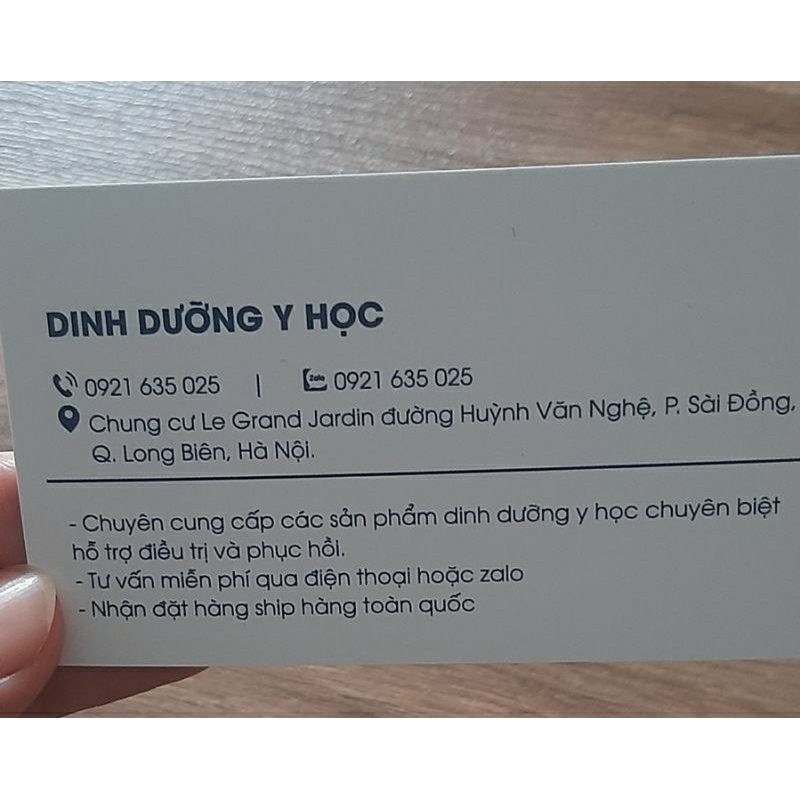 DINH DƯỠNG Y HỌC
0921 635 025 | Zalo 0921 635 025
Chung cư Le Grand Jardin đường Huỳnh Văn Nghệ, P. Sài Đồng,
Q. Long Biên, Hà Nội.
- Chuyên cung cấp các sản phẩm dinh dưỡng y học chuyên biệt
hỗ trợ điều trị và phục hồi.
- Tư vấn miễn phí qua điện thoại hoặc zalo
- Nhận đặt hàng ship hàng toàn quốc